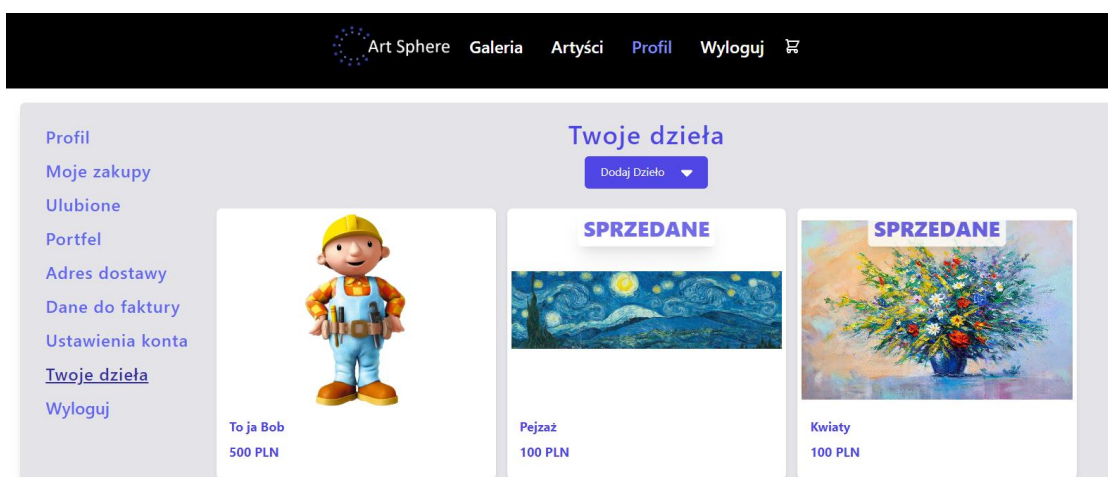 Art Sphere Galeria Artyści Profil Wyloguj
Profil
Moje zakupy
Ulubione
Portfel
Adres dostawy
Dane do faktury
Ustawienia konta
Twoje dzieła
Wyloguj
Twoje dzieła
Dodaj Dzieło
To ja Bob
500 PLN
SPRZEDANE
Pejzaż
100 PLN
SPRZEDANE
Kwiaty
100 PLN